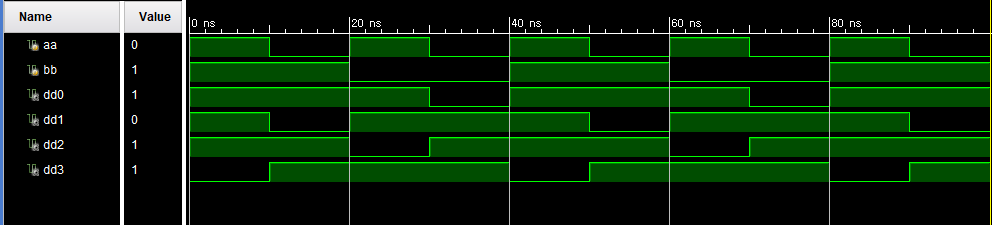 Name Value 0 ns 20 ns 40 ns 60 ns 80 ns
aa 0
bb 1
dd0 1
dd1 0
dd2 1
dd3 1